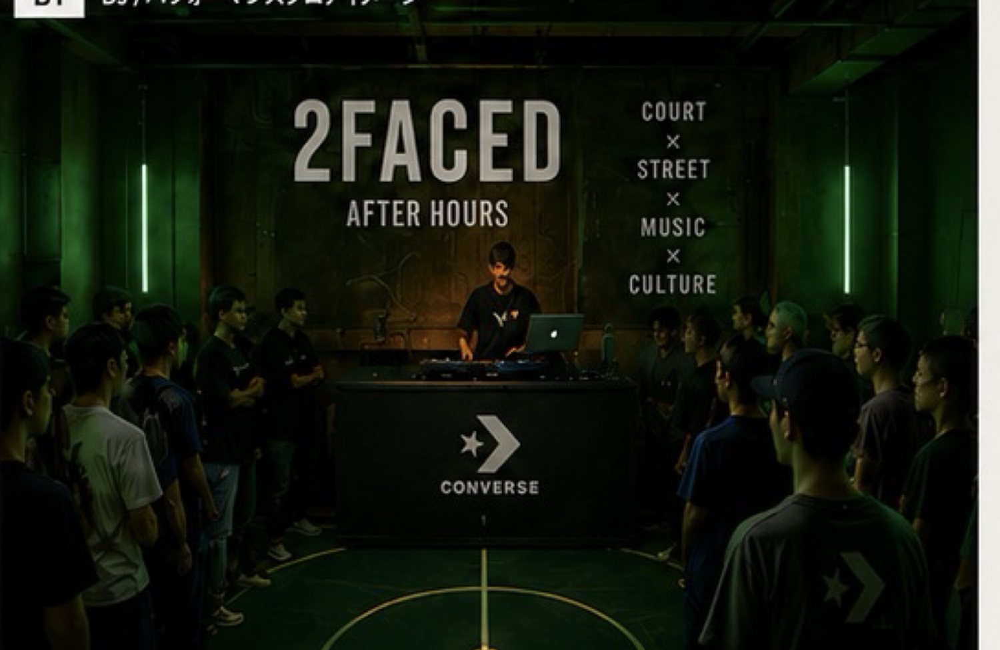 2FACED
AFTER HOURS
COURT
×
STREET
×
MUSIC
×
CULTURE
CONVERSE